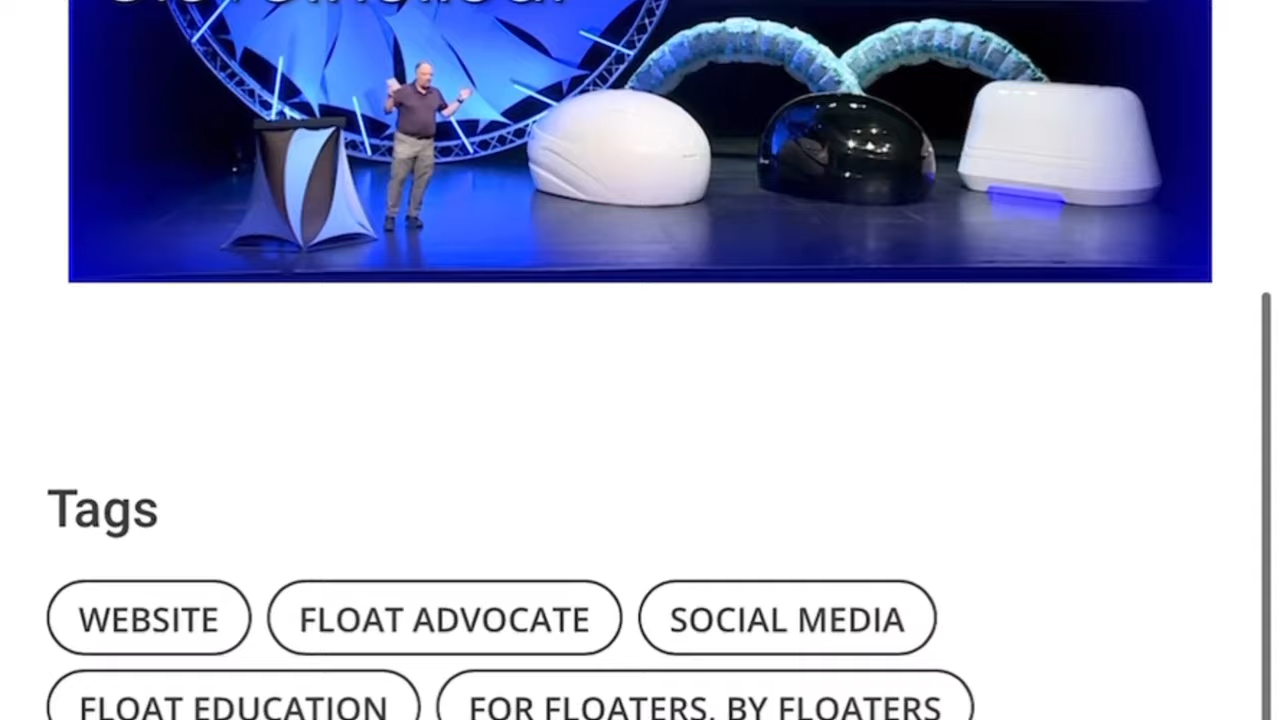 Tags
WEBSITE
FLOAT ADVOCATE
SOCIAL MEDIA
FLOAT EDUCATION
FOR FLOATERS, BY FLOATERS